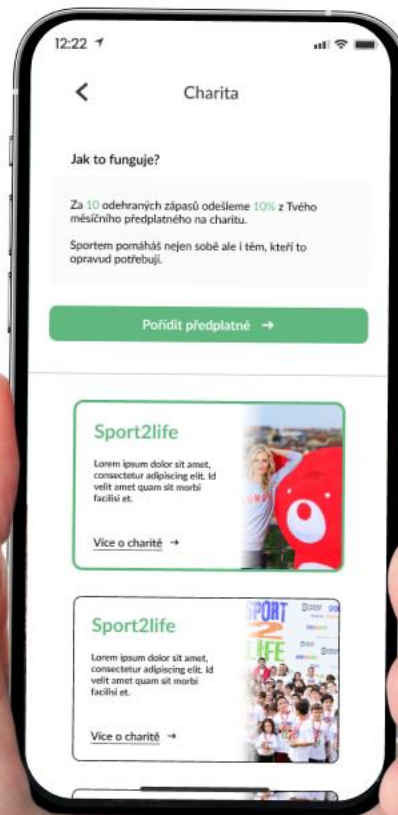 12:22
Charita
Jak to funguje?
Za 10 odehraných zápasů odešleme 10% z Tvého
měsíčního předplatného na charitu.
Sportem pomáháš nejen sobě ale i těm, kteří to
opravud potřebují.
Pořídit předplatné →
Sport2life
Lorem ipsum dolor sit amet,
consectetur adipiscing elit. Id
velit amet quam sit morbi
facilisi et.
Více o charitě →
Sport2life
Lorem ipsum dolor sit amet,
consectetur adipiscing elit. Id
velit amet quam sit morbi
facilisi et.
Více o charitě →
SPORT
2
LIFE